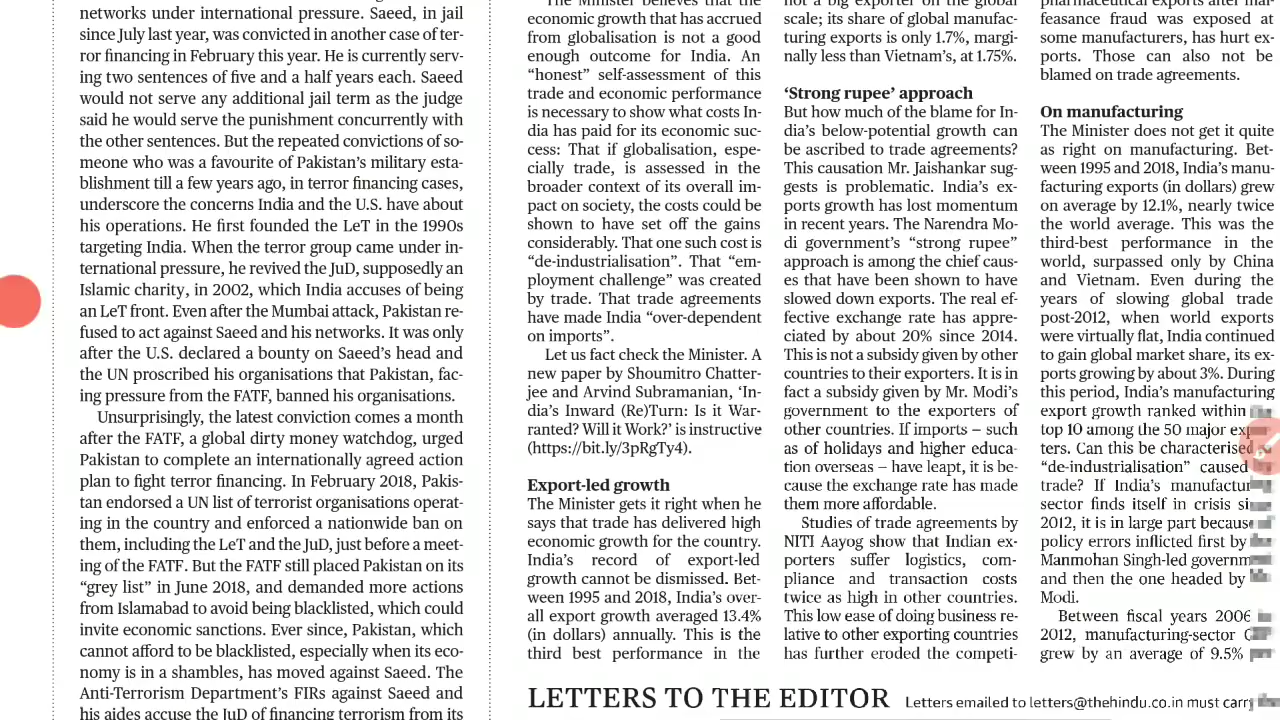 networks under international pressure. Saeed, in jail
since July last year, was convicted in another case of ter-
ror financing in February this year. He is currently serv-
ing two sentences of five and a half years each. Saeed
would not serve any additional jail term as the judge
said he would serve the punishment concurrently with
the other sentences. But the repeated convictions of so-
meone who was a favourite of Pakistan's military esta-
blishment till a few years ago, in terror financing cases,
underscore the concerns India and the U.S. have about
his operations. He first founded the LeT in the 1990s
targeting India. When the terror group came under in-
ternational pressure, he revived the JuD, supposedly an
Islamic charity, in 2002, which India accuses of being
an LeT front. Even after the Mumbai attack, Pakistan re-
fused to act against Saeed and his networks. It was only
after the U.S. declared a bounty on Saeed's head and
the UN proscribed his organisations that Pakistan, fac-
ing pressure from the FATF, banned his organisations.
Unsurprisingly, the latest conviction comes a month
after the FATF, a global dirty money watchdog, urged
Pakistan to complete an internationally agreed action
plan to fight terror financing. In February 2018, Pakis-
tan endorsed a UN list of terrorist organisations operat-
ing in the country and enforced a nationwide ban on
them, including the LeT and the JuD, just before a meet-
ing of the FATF. But the FATF still placed Pakistan on its
“grey list” in June 2018, and demanded more actions
from Islamabad to avoid being blacklisted, which could
invite economic sanctions. Ever since, Pakistan, which
cannot afford to be blacklisted, especially when its eco-
nomy is in a shambles, has moved against Saeed. The
Anti-Terrorism Department's FIRs against Saeed and
his aides accuse the JuD of financing terrorism from its
The Minister believes that the
economic growth that has accrued
from globalisation is not a good
enough outcome for India. An
“honest” self-assessment of this
trade and economic performance
is necessary to show what costs In-
dia has paid for its economic suc-
cess: That if globalisation, espe-
cially trade, is assessed in the
broader context of its overall im-
pact on society, the costs could be
shown to have set off the gains
considerably. That one such cost is
“de-industrialisation”. That “em-
ployment challenge” was created
by trade. That trade agreements
have made India “over-dependent
on imports”.
Let us fact check the Minister. A
new paper by Shoumitro Chatter-
jee and Arvind Subramanian, ‘In-
dia's Inward (Re)Turn: Is it War-
ranted? Will it Work?’ is instructive
(https://bit.ly/3pRgTy4).
Export-led growth
The Minister gets it right when he
says that trade has delivered high
economic growth for the country.
India's record of export-led
growth cannot be dismissed. Bet-
ween 1995 and 2018, India's over-
all export growth averaged 13.4%
(in dollars) annually. This is the
third best performance in the
not a big exporter on the global
scale; its share of global manufac-
turing exports is only 1.7%, margi-
nally less than Vietnam's, at 1.75%.
‘Strong rupee’ approach
But how much of the blame for In-
dia's below-potential growth can
be ascribed to trade agreements?
This causation Mr. Jaishankar sug-
gests is problematic. India's ex-
ports growth has lost momentum
in recent years. The Narendra Mo-
di government's “strong rupee”
approach is among the chief caus-
es that have been shown to have
slowed down exports. The real ef-
fective exchange rate has appre-
ciated by about 20% since 2014.
This is not a subsidy given by other
countries to their exporters. It is in
fact a subsidy given by Mr. Modi's
government to the exporters of
other countries. If imports – such
as of holidays and higher educa-
tion overseas – have leapt, it is be-
cause the exchange rate has made
them more affordable.
Studies of trade agreements by
NITI Aayog show that Indian ex-
porters suffer logistics, com-
pliance and transaction costs
twice as high in other countries.
This low ease of doing business re-
lative to other exporting countries
has further eroded the competi-
pharmaceutical exports after mal-
feasance fraud was exposed at
some manufacturers, has hurt ex-
ports. Those can also not be
blamed on trade agreements.
On manufacturing
The Minister does not get it quite
as right on manufacturing. Bet-
ween 1995 and 2018, India's manu-
facturing exports (in dollars) grew
on average by 12.1%, nearly twice
the world average. This was the
third-best performance in the
world, surpassed only by China
and Vietnam. Even during the
years of slowing global trade
post-2012, when world exports
were virtually flat, India continued
to gain global market share, its ex-
ports growing by about 3%. During
this period, India's manufacturing
export growth ranked within
top 10 among the 50 major
ters. Can this be characterised
“de-industrialisation” caused
trade? If India's
sector finds itself in crisis
2012, it is in large part because
policy errors inflicted first by
Manmohan Singh-led
and then the one headed by
Modi.
Between fiscal years 2006
2012, manufacturing-sector
grew by an average of 9.5%
LETTERS TO THE EDITOR Letters emailed to letters@thehindu.co.in must carry